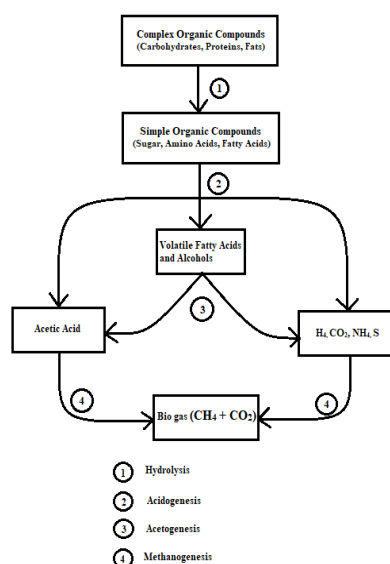 Complex Organic Compounds
(Carbohydrates, Proteins, Fats)
1
Simple Organic Compounds
(Sugar, Amino Acids, Fatty Acids)
2
Volatile Fatty Acids
and Alcohols
3
Acetic Acid
H₄, CO₂, NH₄, S
4
4
Bio gas (CH₄ + CO₂)
1 Hydrolysis
2 Acidogenesis
3 Acetogenesis
4 Methanogenesis